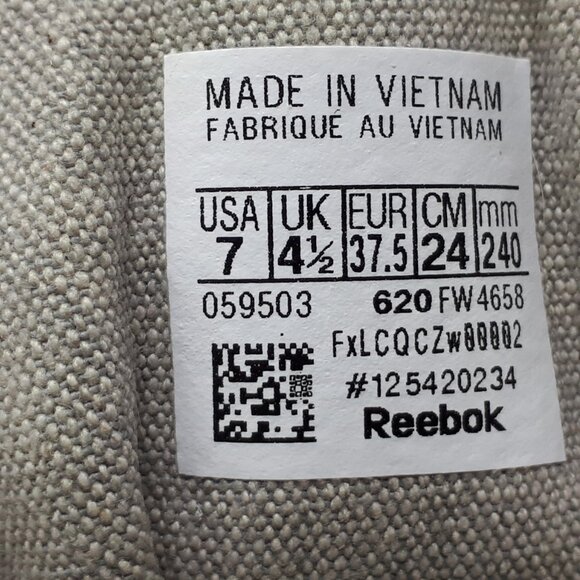 MADE IN VIETNAM
FABRIQUÉ AU VIETNAM
USA UK EUR CM mm
7 4½ 37.5 24 240
059503 620 FW4658
FxLCQCZw00002
#125420234
Reebok